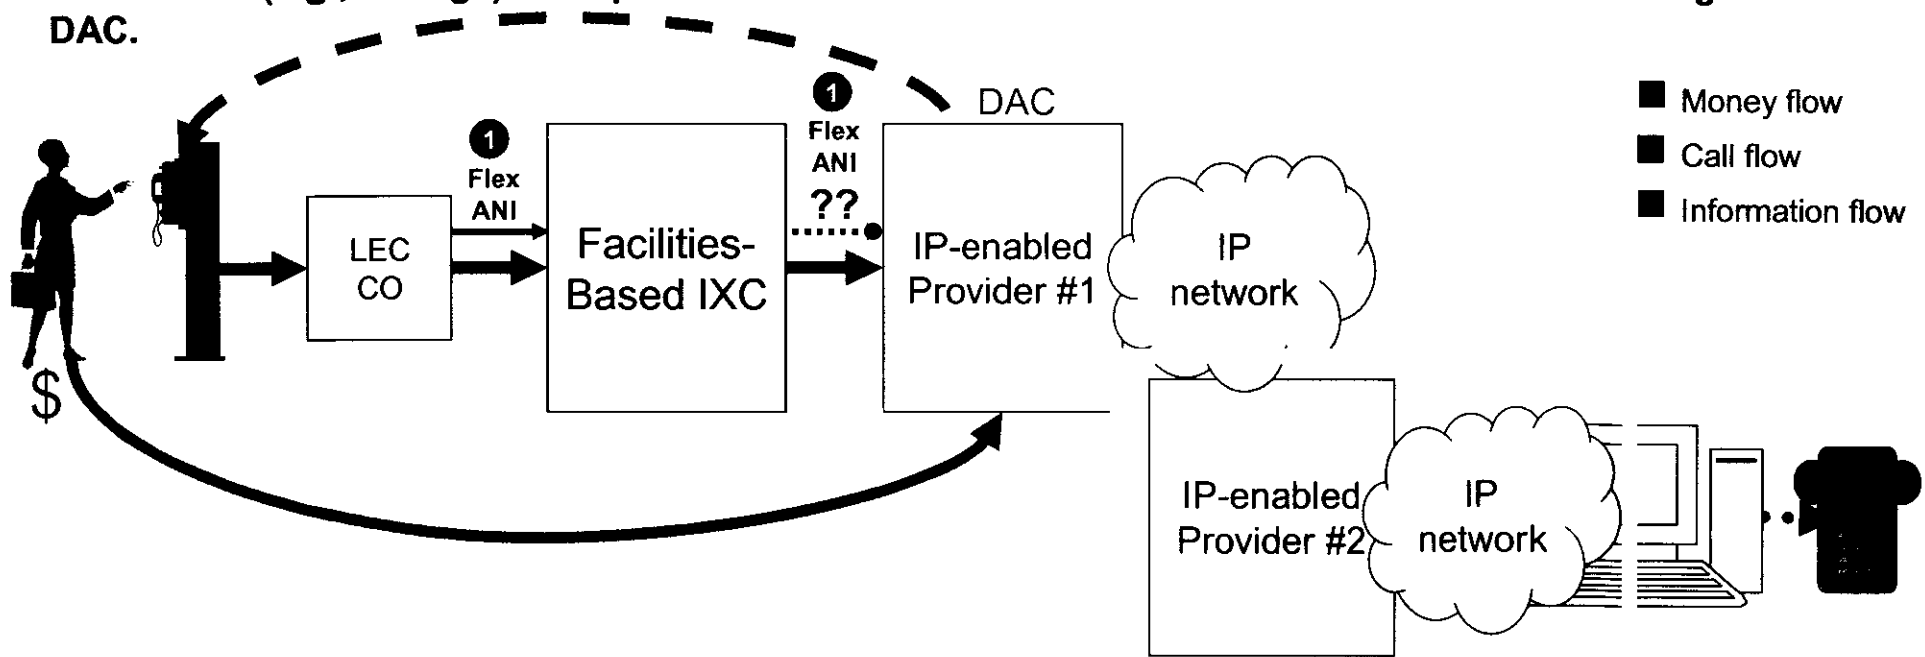 DAC.
DAC
1
Flex
ANI
1
Flex
ANI
??
LEC
CO
Facilities-
Based IXC
IP-enabled
Provider #1
IP
network
Money flow
Call flow
Information flow
$
IP-enabled
Provider #2
IP
network